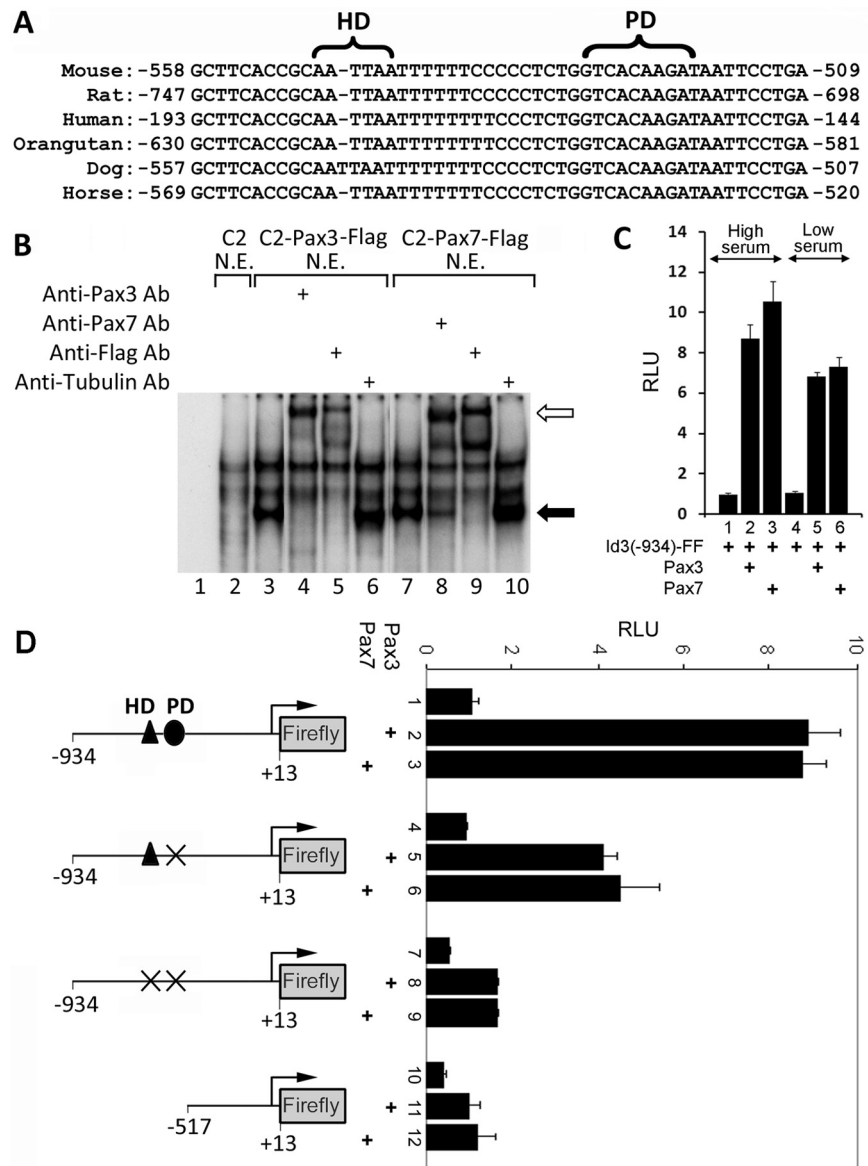 A
HD PD
Mouse:-558 GCTTCACCGCAA-TTAATTTTTTCCCCCTCTGGTCACAAGATAATTCCTGA -509
Rat:-747 GCTTCACCGCAA-TTAATTTTTTCCCCCTCTGGTCACAAGATAATTCCTGA -698
Human:-193 GCTTCACCGCAA-TTAATTTTTTTTCCCCTCTGGTCACAAGATAATTCCTGA -144
Orangutan:-630 GCTTCACCGCAA-TTAATTTTTTTCCCCTCTGGTCACAAGATAATTCCTGA -581
Dog:-557 GCTTCACCGCAATTAATTTTTTTTCCCCTCTGGTCACAAGATAATTCCTGA -507
Horse:-569 GCTTCACCGCAA-TTAATTTTTTTCCCCTCTGGTCACAAGATAATTCCTGA -520
B
C2 C2-Pax3-Flag C2-Pax7-Flag
N.E. N.E. N.E.
Anti-Pax3 Ab +
Anti-Pax7 Ab +
Anti-Flag Ab + +
Anti-Tubulin Ab + +
1 2 3 4 5 6 7 8 9 10
C
High serum
Low serum
RLU
14
12
10
8
6
4
2
0
1 2 3 4 5 6
Id3(-934)-FF + + + + + +
Pax3 + +
Pax7 + +
D
Pax3
Pax7
RLU
0 2 4 6 8 10
HD PD
Firefly
-934
+13
1
+ 2
+ 3
Firefly
-934
+13
4
+ 5
+ 6
Firefly
-934
+13
7
+ 8
+ 9
Firefly
-517
+13
10
+ 11
+ 12